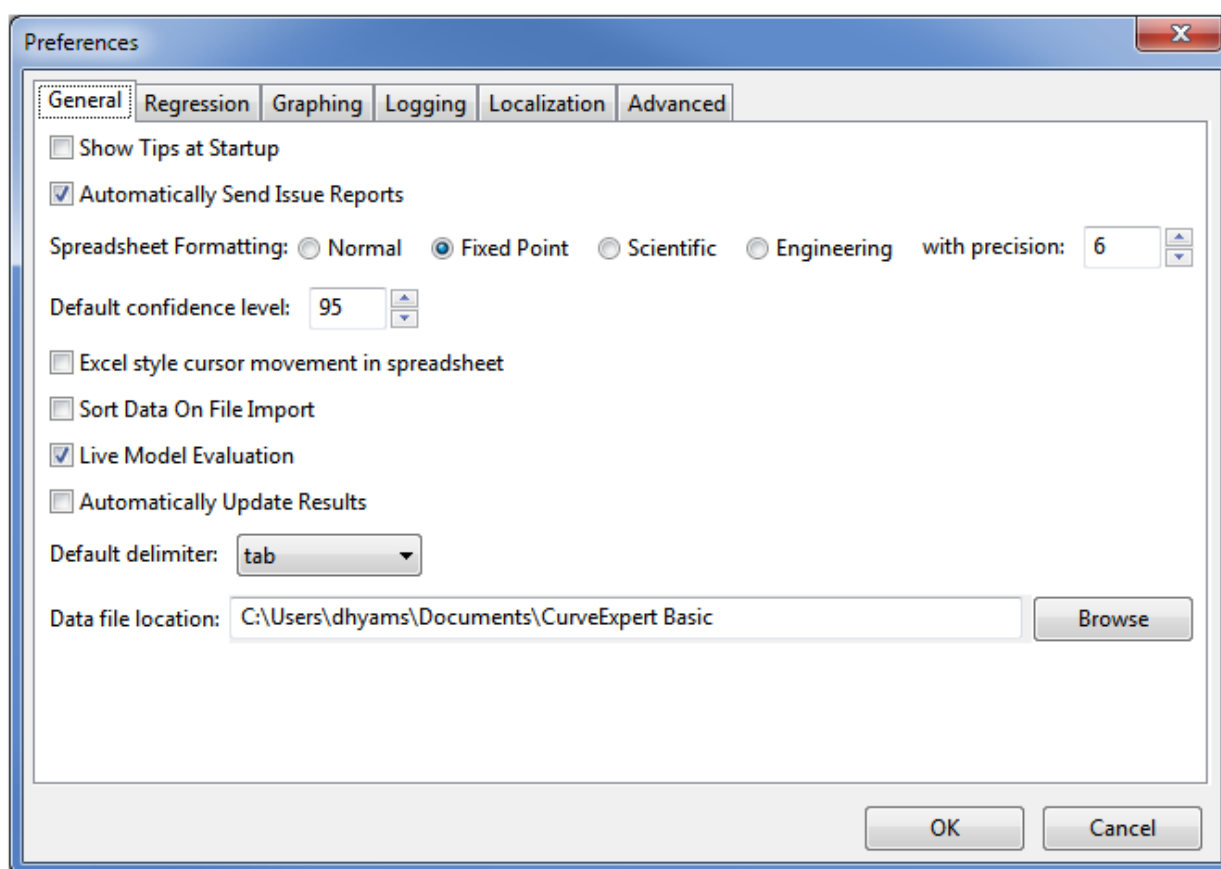 Preferences
General Regression Graphing Logging Localization Advanced
Show Tips at Startup
Automatically Send Issue Reports
Spreadsheet Formatting: Normal Fixed Point Scientific Engineering with precision: 6
Default confidence level: 95
Excel style cursor movement in spreadsheet
Sort Data On File Import
Live Model Evaluation
Automatically Update Results
Default delimiter: tab
Data file location: C:\Users\dhyams\Documents\CurveExpert Basic Browse
OK Cancel